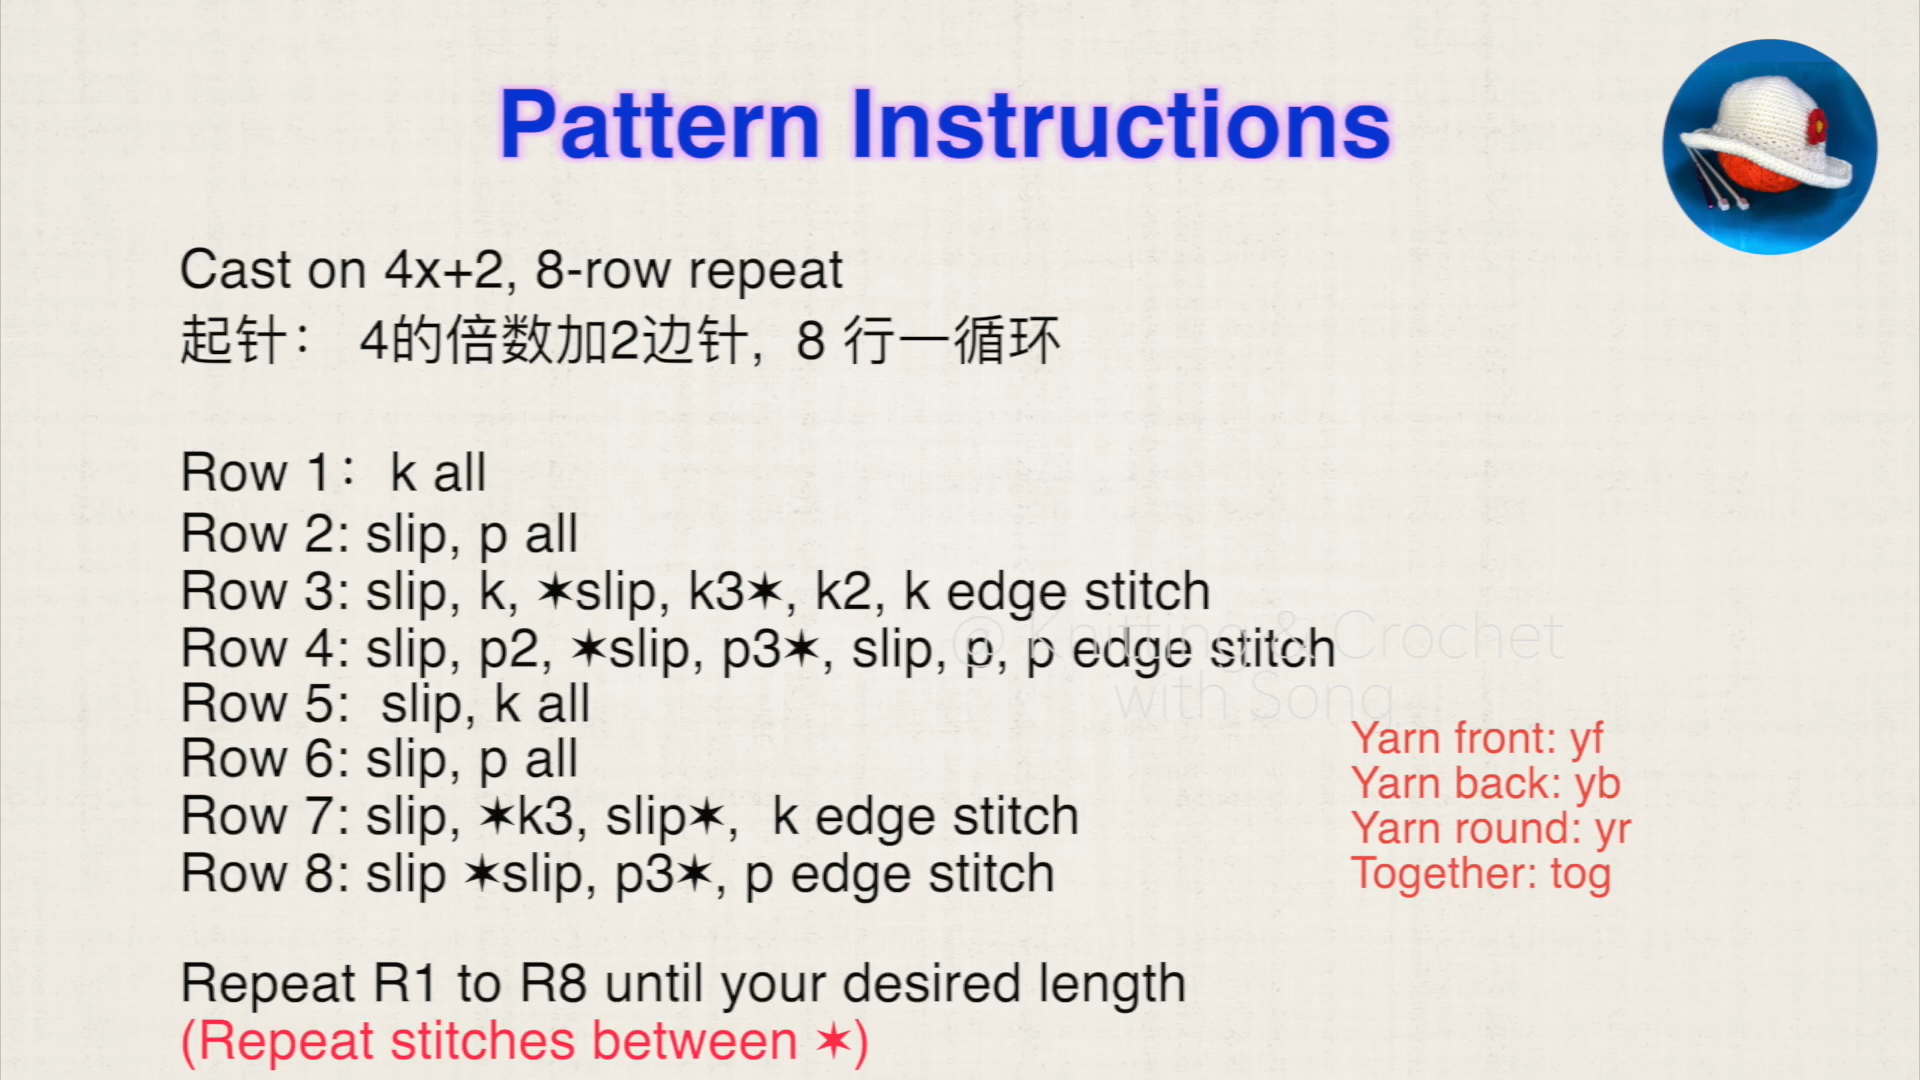 Pattern Instructions
Cast on 4x+2, 8-row repeat
起针： 4的倍数加2边针, 8 行一循环
Row 1：k all
Row 2: slip, p all
Row 3: slip, k, ✶slip, k3✶, k2, k edge stitch
Row 4: slip, p2, ✶slip, p3✶, slip, p, p edge stitch
@ Knitting & Crochet
with Song
Row 5: slip, k all
Row 6: slip, p all
Row 7: slip, ✶k3, slip✶, k edge stitch
Row 8: slip ✶slip, p3✶, p edge stitch
Yarn front: yf
Yarn back: yb
Yarn round: yr
Together: tog
Repeat R1 to R8 until your desired length
(Repeat stitches between ✶)